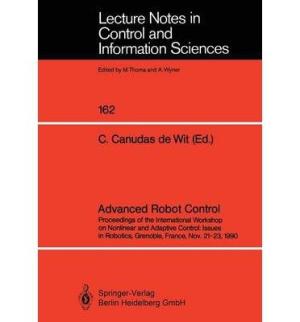 Lecture Notes in
Control and
Information Sciences
Edited by M.Thoma and A.Wyner
162
C. Canudas de Wit (Ed.)
Advanced Robot Control
Proceedings of the International Workshop
on Nonlinear and Adaptive Control: Issues
in Robotics, Grenoble, France, Nov. 21-23, 1990
Springer-Verlag
Berlin Heidelberg GmbH